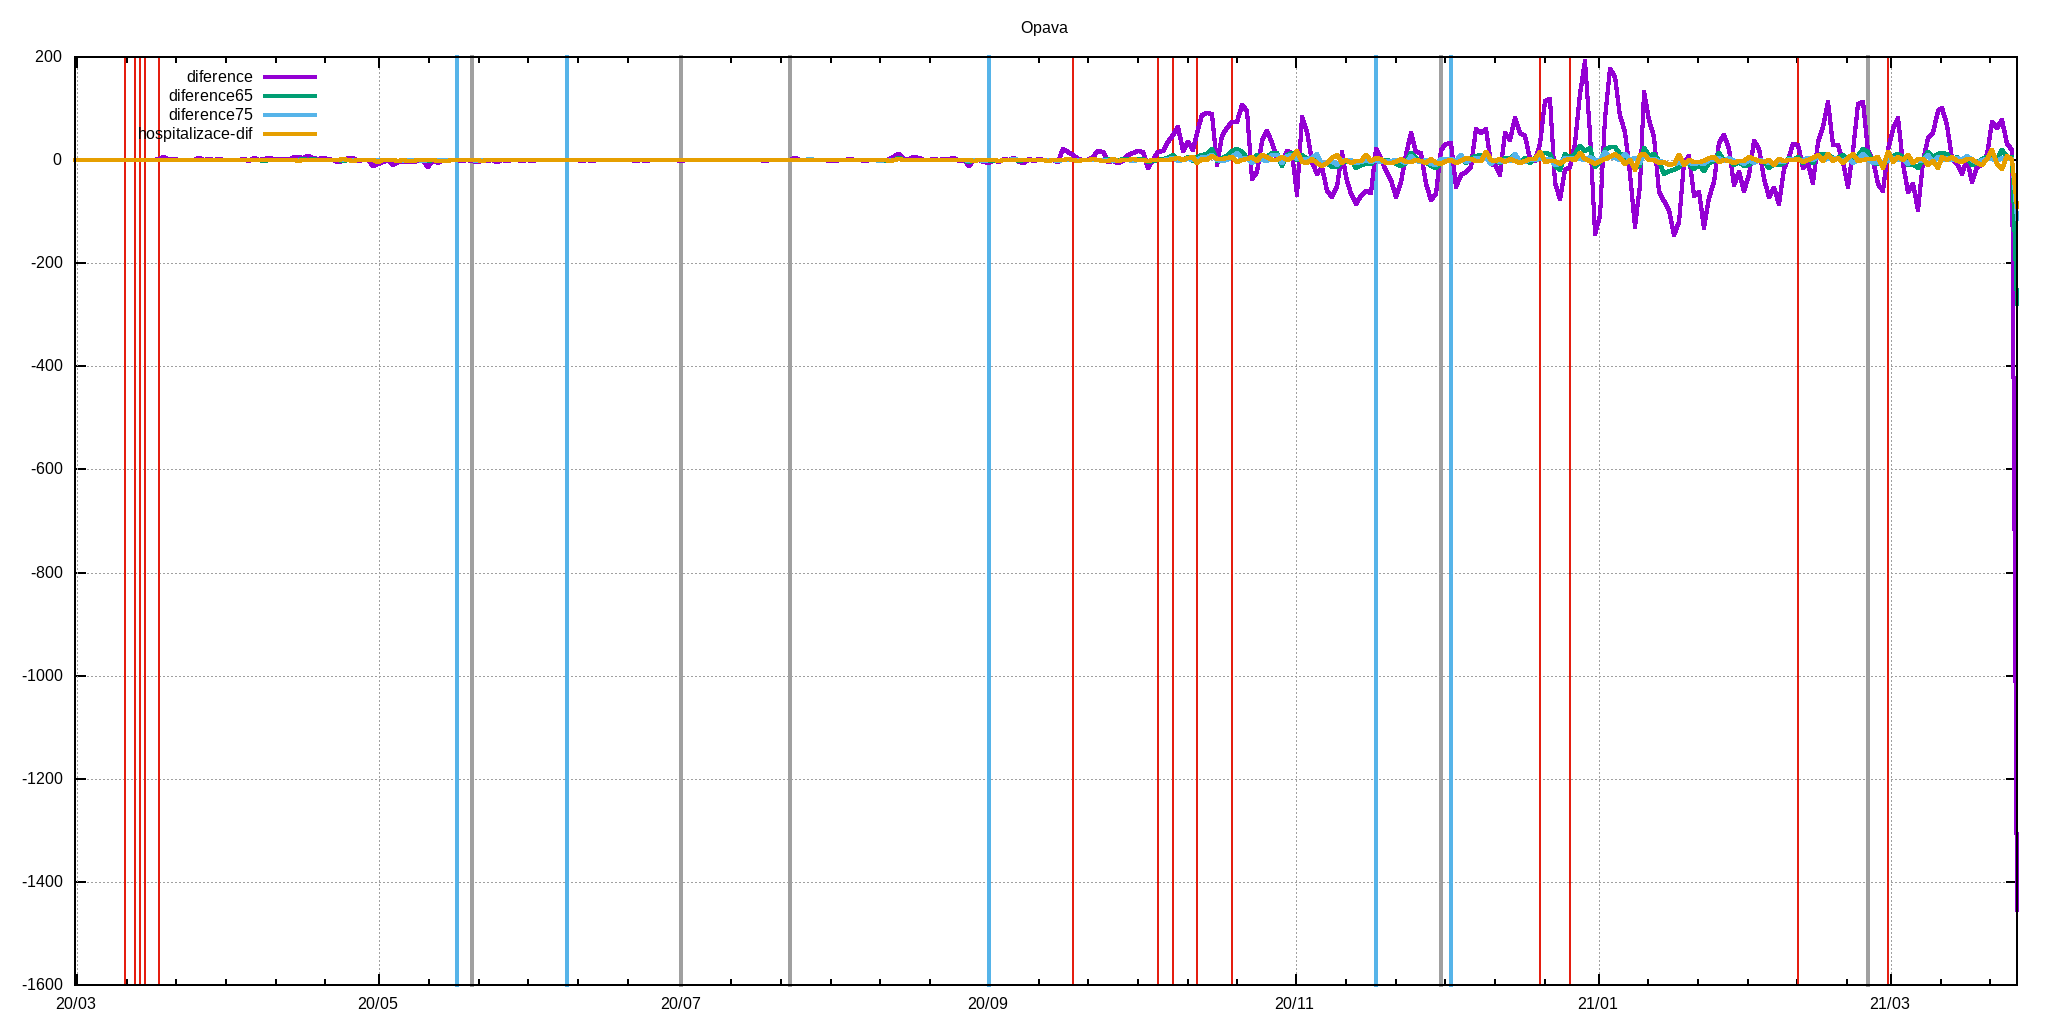 Opava
200
diference
diference65
diference75
hospitalizace-dif
0
-200
-400
-600
-800
-1000
-1200
-1400
-1600
20/03 20/05 20/07 20/09 20/11 21/01 21/03